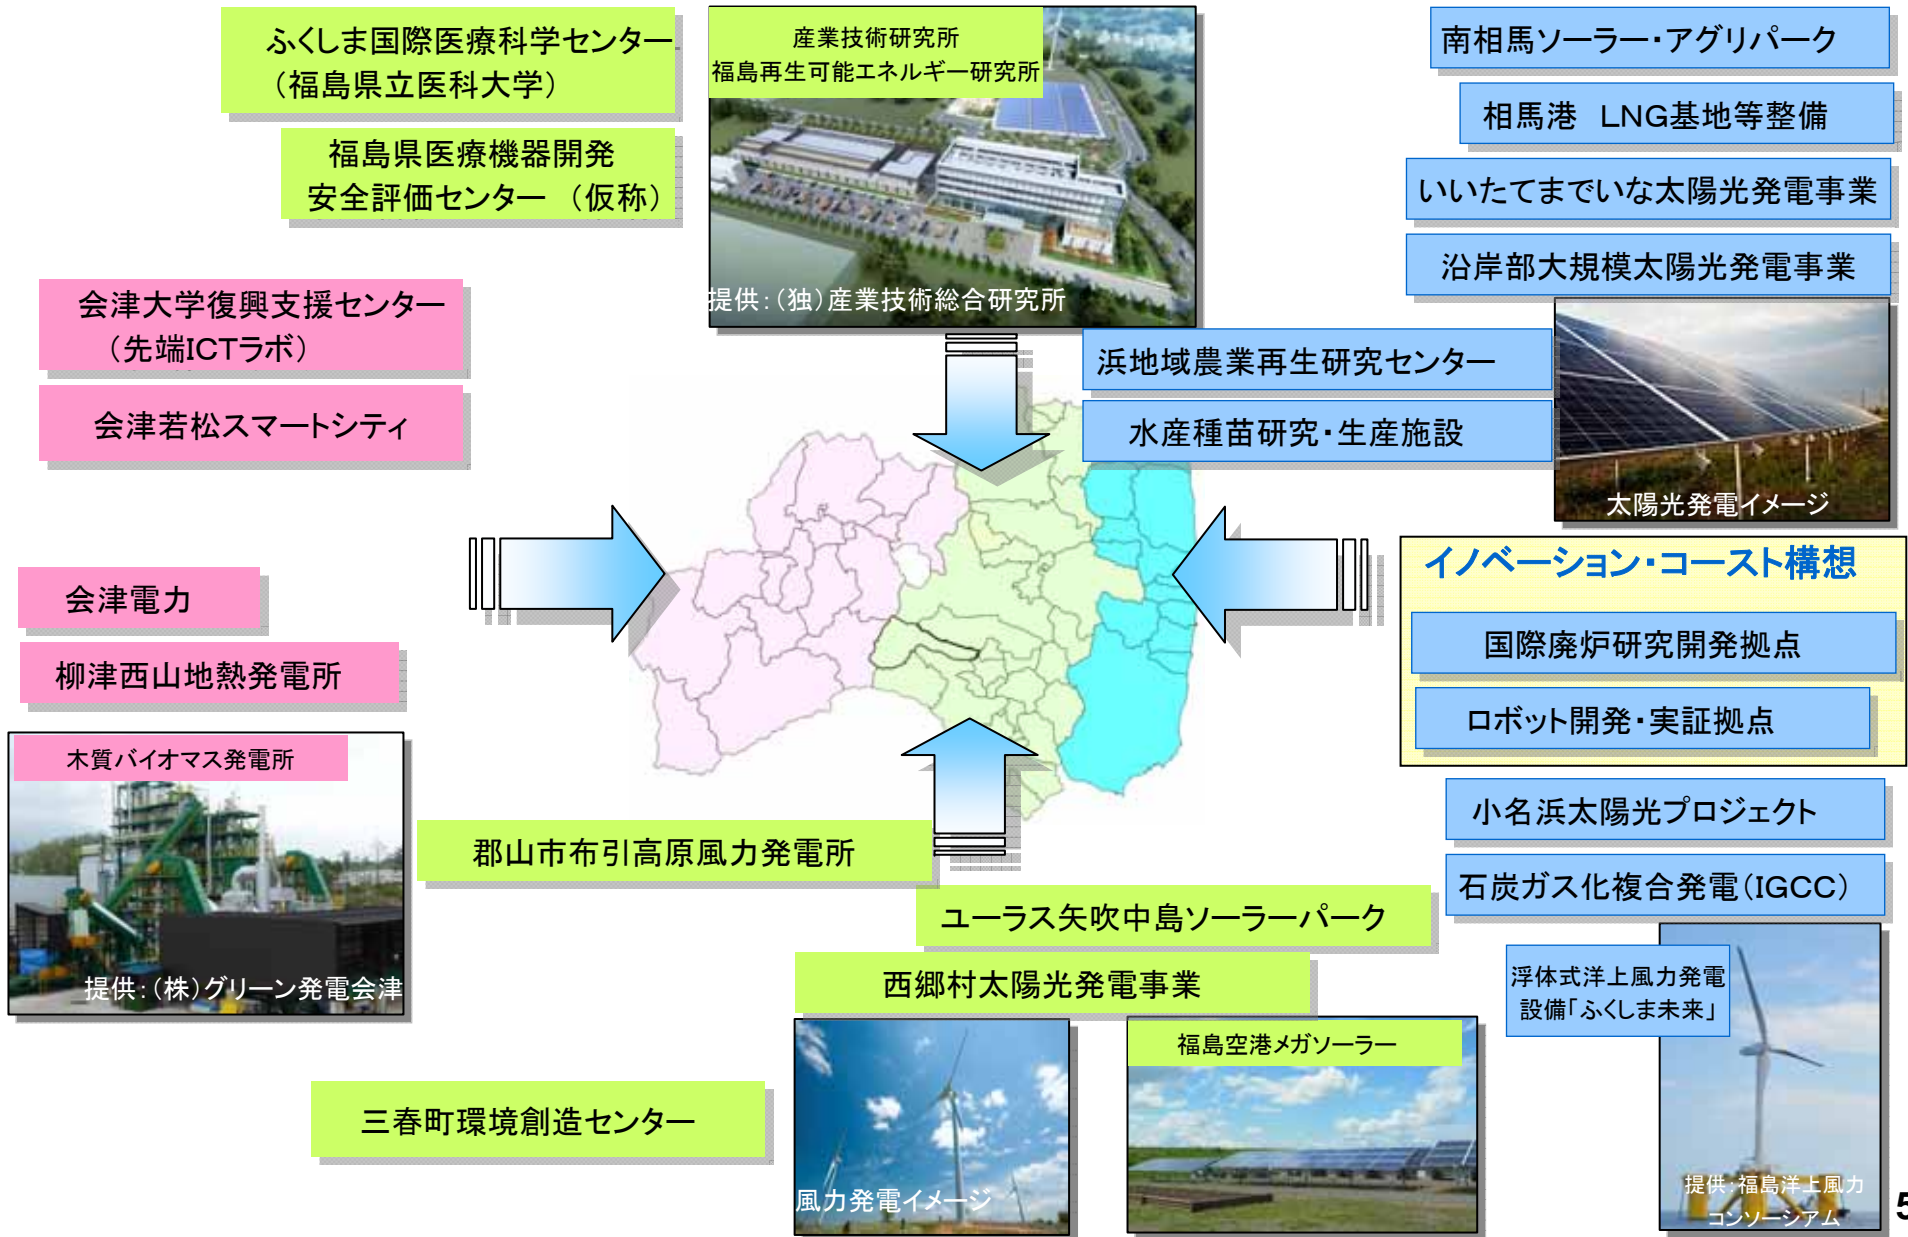 ふくしま国際医療科学センター
（福島県立医科大学）
福島県医療機器開発
安全評価センター （仮称）
産業技術研究所
福島再生可能エネルギー研究所
提供：（独）産業技術総合研究所
南相馬ソーラー・アグリパーク
相馬港　LNG基地等整備
いいたてまでいな太陽光発電事業
沿岸部大規模太陽光発電事業
浜地域農業再生研究センター
水産種苗研究・生産施設
太陽光発電イメージ
会津大学復興支援センター
（先端ICTラボ）
会津若松スマートシティ
会津電力
柳津西山地熱発電所
木質バイオマス発電所
提供：（株）グリーン発電会津
イノベーション・コースト構想
国際廃炉研究開発拠点
ロボット開発・実証拠点
小名浜太陽光プロジェクト
石炭ガス化複合発電（IGCC）
浮体式洋上風力発電
設備「ふくしま未来」
提供：福島洋上風力
コンソーシアム
郡山市布引高原風力発電所
ユーラス矢吹中島ソーラーパーク
西郷村太陽光発電事業
風力発電イメージ
福島空港メガソーラー
三春町環境創造センター
5